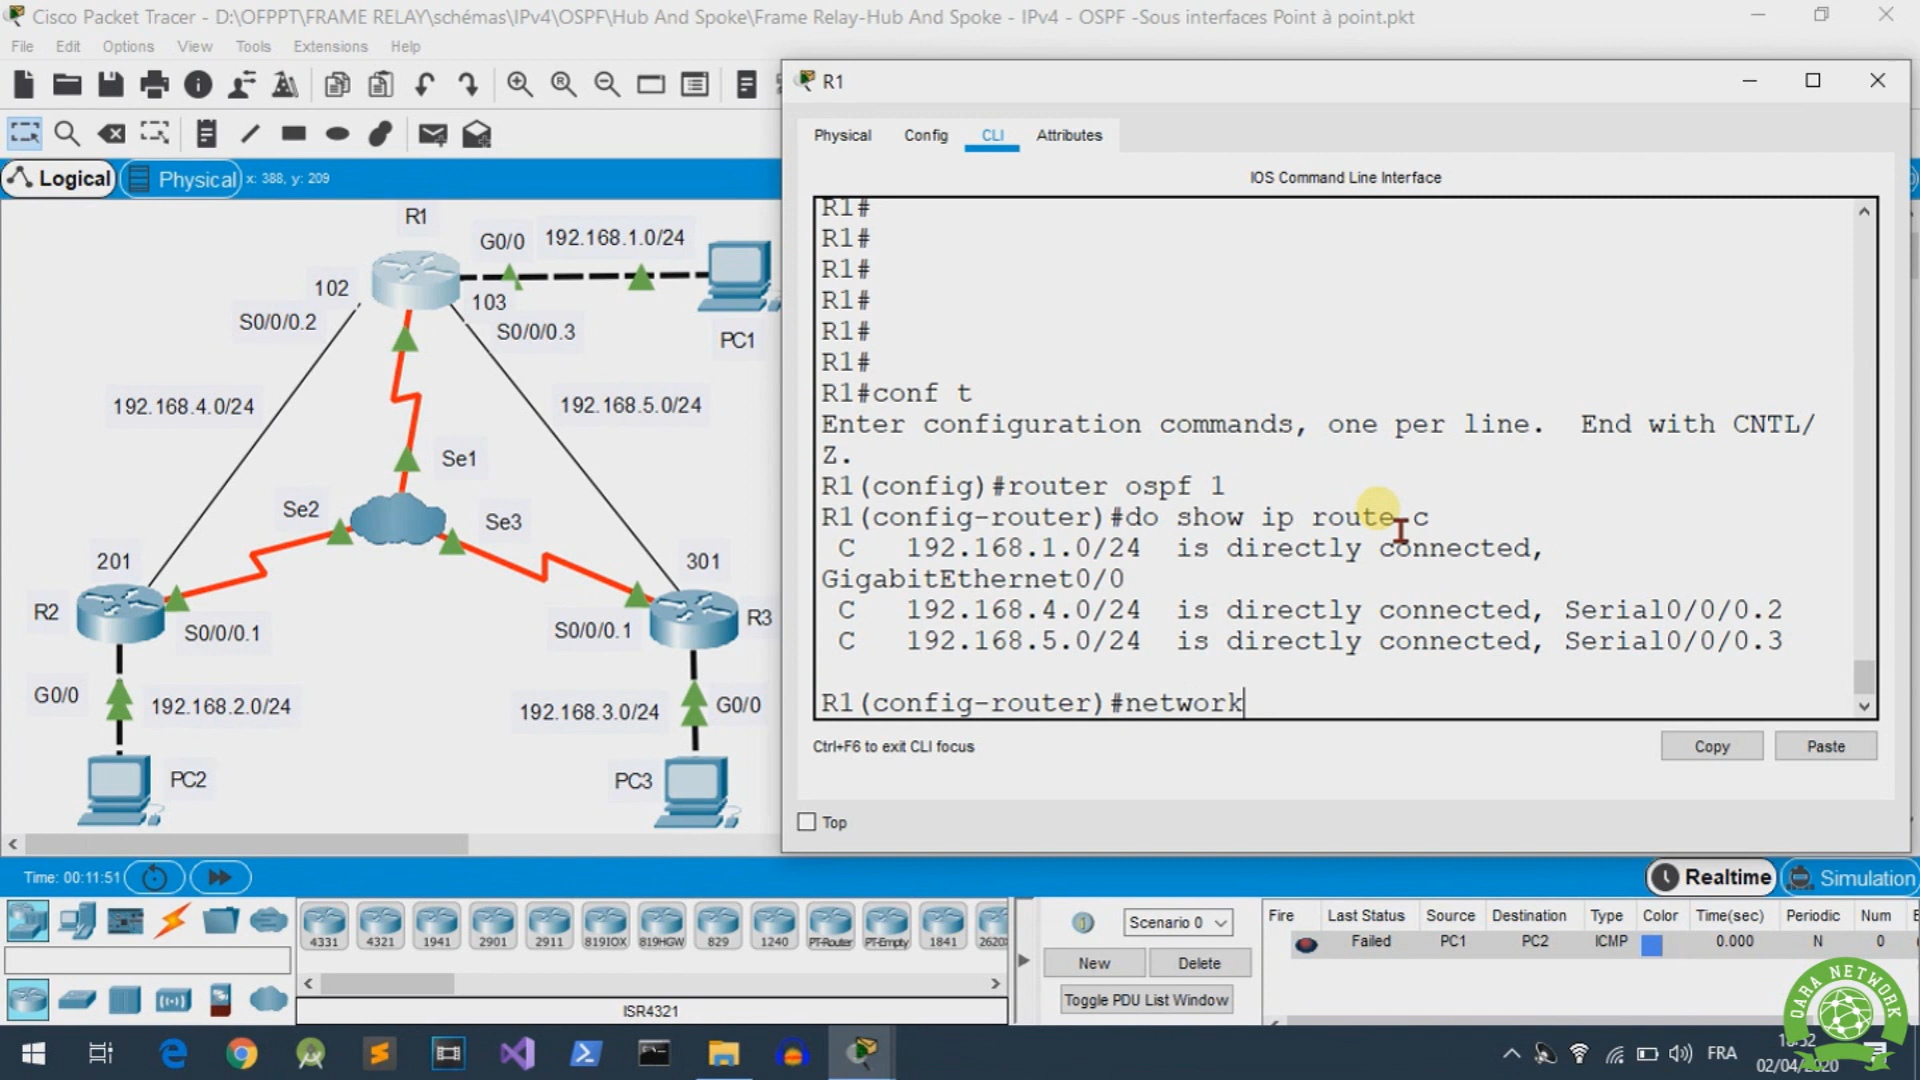 Cisco Packet Tracer - D:\OFPPT\FRAME RELAY\schémas\IPv4\OSPF\Hub And Spoke\Frame Relay-Hub And Spoke - IPv4 - OSPF -Sous interfaces Point à point.pkt
File Edit Options View Tools Extensions Help
Logical
Physical
x: 388, y: 209
R1
G0/0
192.168.1.0/24
102
103
S0/0/0.2
S0/0/0.3
PC1
192.168.4.0/24
192.168.5.0/24
Se1
Se2
Se3
201
301
R2
R3
S0/0/0.1
S0/0/0.1
G0/0
192.168.2.0/24
192.168.3.0/24
G0/0
PC2
PC3
R1
Physical Config CLI Attributes
IOS Command Line Interface
R1#
R1#
R1#
R1#
R1#
R1#
R1#conf t
Enter configuration commands, one per line.  End with CNTL/
Z.
R1(config)#router ospf 1
R1(config-router)#do show ip route c
C 192.168.1.0/24 is directly connected,
GigabitEthernet0/0
C 192.168.4.0/24 is directly connected, Serial0/0/0.2
C 192.168.5.0/24 is directly connected, Serial0/0/0.3
R1(config-router)#network
Ctrl+F6 to exit CLI focus
Copy
Paste
Top
Time: 00:11:51
Realtime
Simulation
4331 4321 1941 2901 2911 819IOX 819HGW 829 1240 PT-Router PT-Empty 1841 2620X
ISR4321
Scenario 0
New
Delete
Toggle PDU List Window
Fire Last Status Source Destination Type Color Time(sec) Periodic Num
Failed PC1 PC2 ICMP 0.000 N 0
OARA NETWORK
FRA
02/04/2020